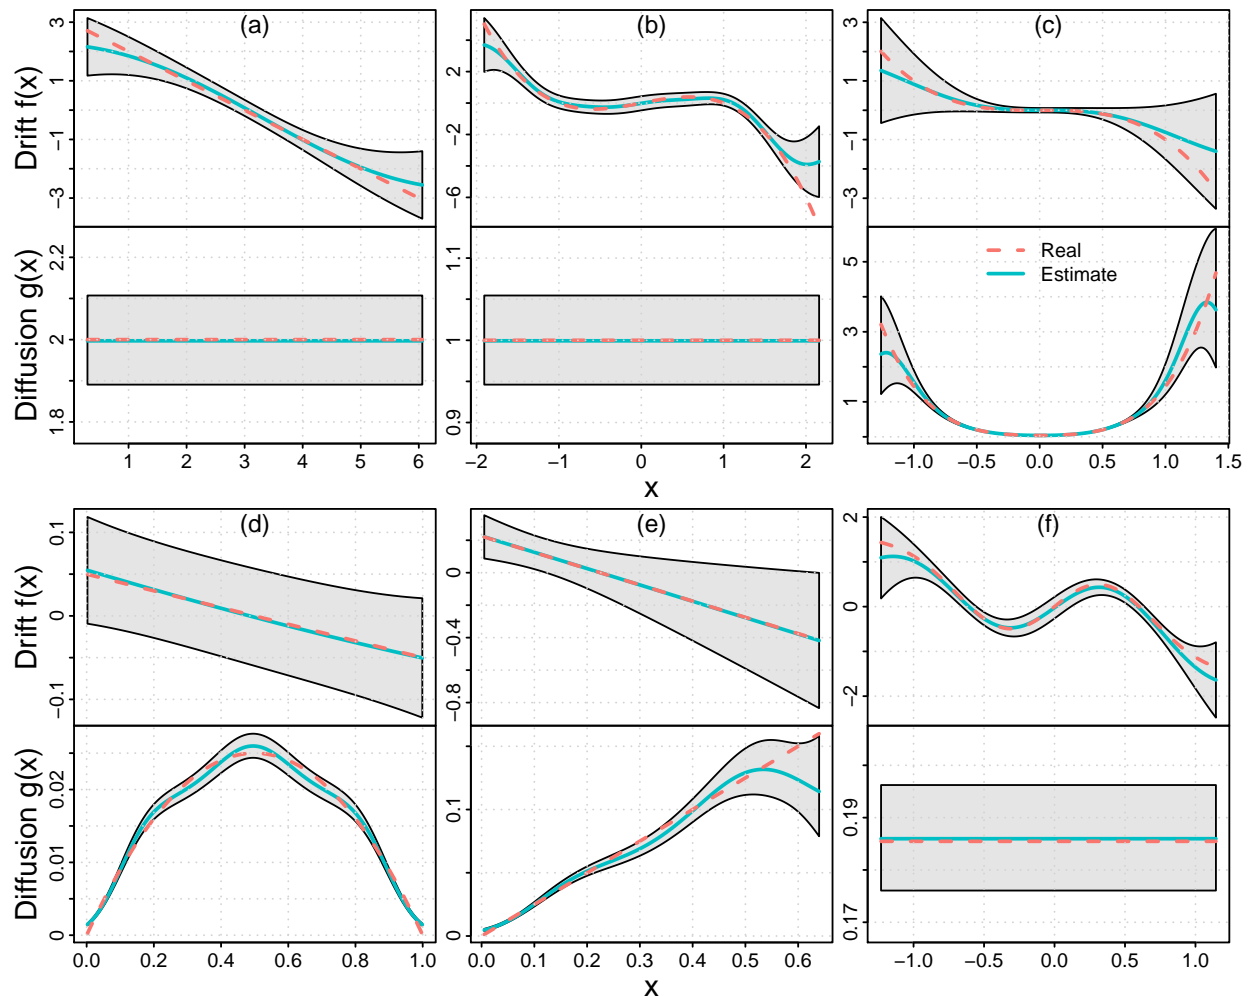 (a) (b) (c)
Drift f(x)
3
1
−1
−3
2
−2
−6
3
1
−1
−3
Diffusion g(x)
2.2
2
1.8
1.1
1
0.9
5
3
1
Real
Estimate
1 2 3 4 5 6
−2 −1 0 1 2
−1.0 −0.5 0.0 0.5 1.0 1.5
x
(d) (e) (f)
Drift f(x)
0.1
0
−0.1
0
−0.4
−0.8
2
0
−2
Diffusion g(x)
0.02
0.01
0
0.1
0
0.19
0.17
0.0 0.2 0.4 0.6 0.8 1.0
0.0 0.1 0.2 0.3 0.4 0.5 0.6
−1.0 −0.5 0.0 0.5 1.0
x